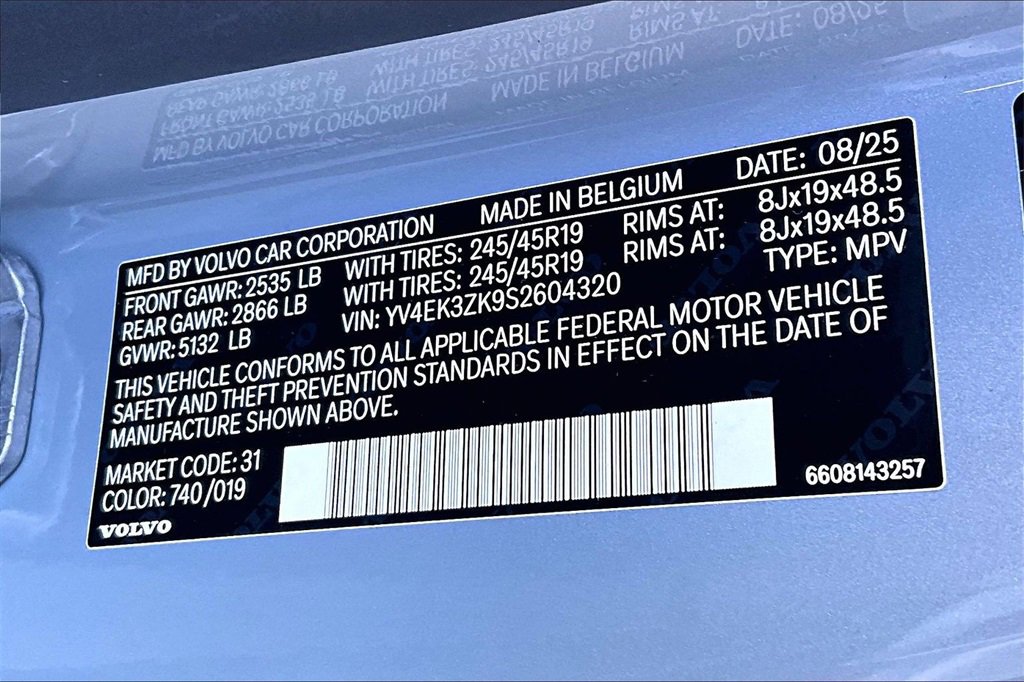 MFD BY VOLVO CAR CORPORATION MADE IN BELGIUM DATE: 08/25
FRONT GAWR: 2535 LB WITH TIRES: 245/45R19 RIMS AT: 8Jx19x48.5
REAR GAWR: 2866 LB WITH TIRES: 245/45R19 RIMS AT: 8Jx19x48.5
GVWR: 5132 LB VIN: YV4EK3ZK9S2604320 TYPE: MPV
THIS VEHICLE CONFORMS TO ALL APPLICABLE FEDERAL MOTOR VEHICLE
SAFETY AND THEFT PREVENTION STANDARDS IN EFFECT ON THE DATE OF
MANUFACTURE SHOWN ABOVE.
MARKET CODE: 31
COLOR: 740/019
VOLVO
6608143257